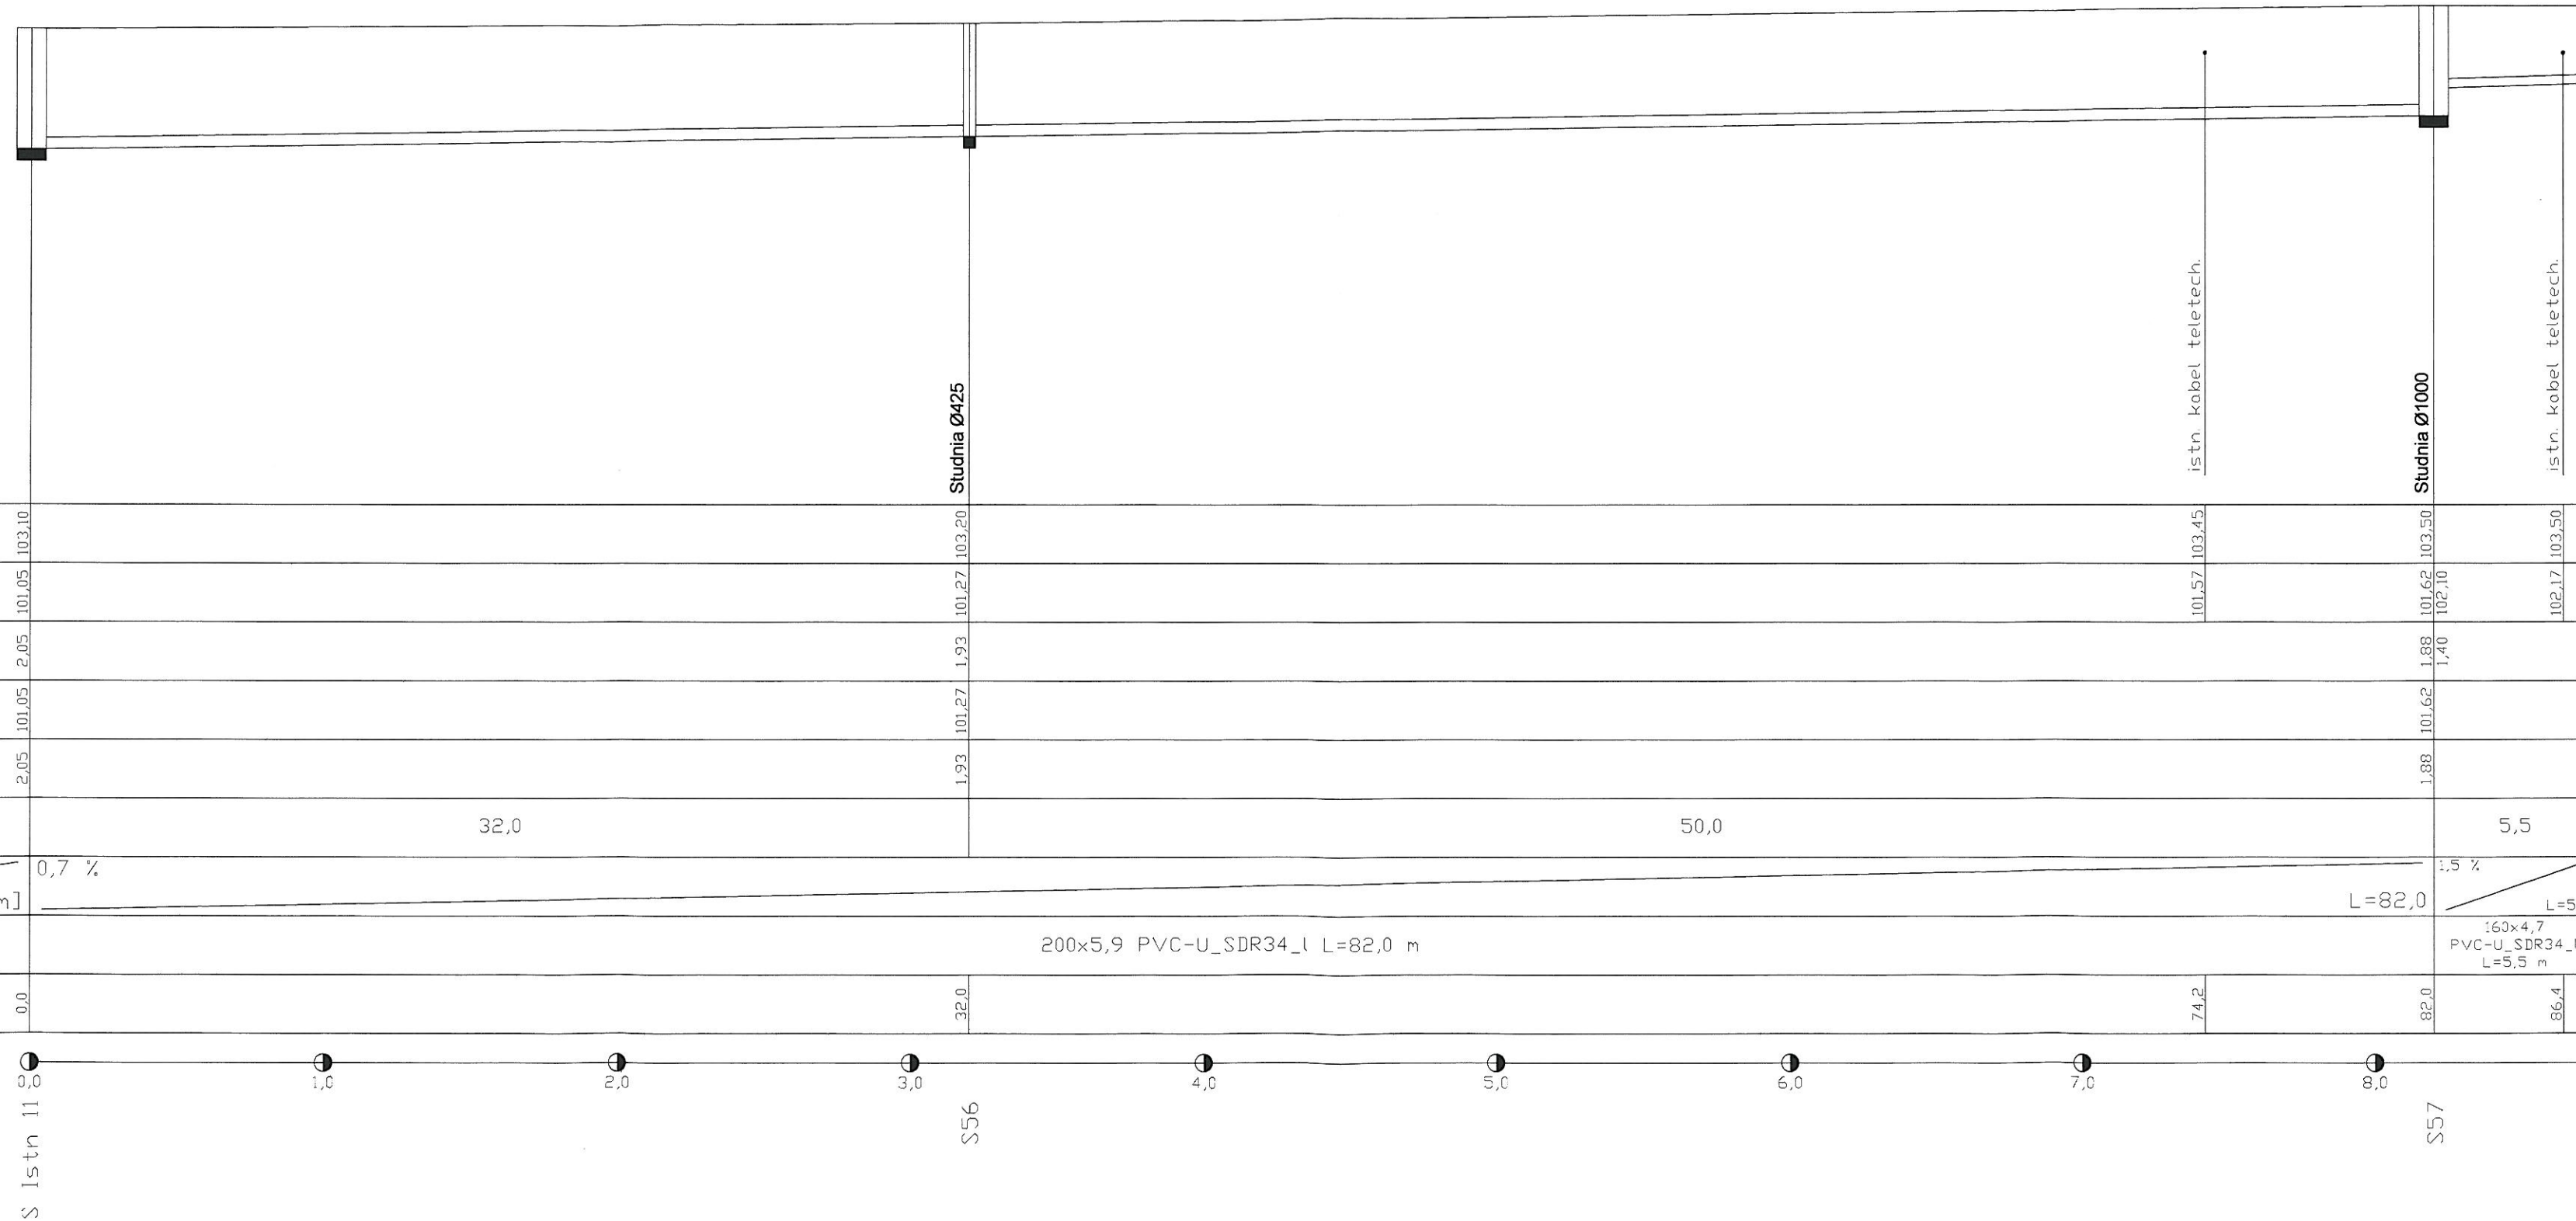 istn. kabel teletech.
istn. kabel teletech.
Studnia Ø425
Studnia Ø1000
103,10 103,20 103,45 103,50 103,50
101,05 101,27 101,57 101,62 102,10 102,17
2,05 1,93 1,88 1,40
101,05 101,27 101,62
2,05 1,93 1,88
32,0 50,0 5,5
0,7 % L=82,0
200x5,9 PVC-U_SDR34_l L=82,0 m
160x4,7
PVC-U_SDR34_l
L=5,5 m
0,0 32,0 74,2 82,0 86,4
0,0 1,0 2,0 3,0 4,0 5,0 6,0 7,0 8,0
S Istn 11
S56
S57